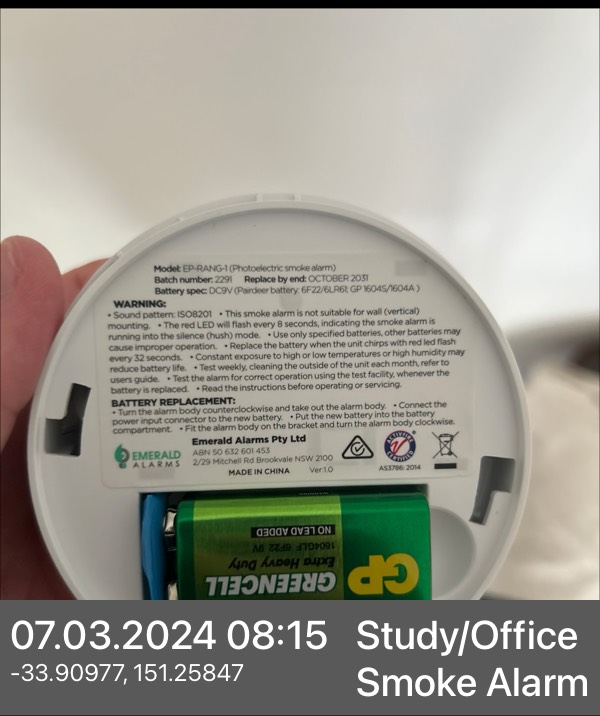 Model: EP-RANG-1 (Photoelectric smoke alarm)
Batch number: 2291 Replace by end: OCTOBER 2031
Battery spec: DC9V (Pairdeer battery: 6F22/6LR61; GP 1604S/1604A )
WARNING:
• Sound pattern: ISO8201 • This smoke alarm is not suitable for wall (vertical)
mounting. • The red LED will flash every 8 seconds, indicating the smoke alarm is
running into the silence (hush) mode. • Use only specified batteries, other batteries may
cause improper operation. • Replace the battery when the unit chirps with red led flash
every 32 seconds. • Constant exposure to high or low temperatures or high humidity may
reduce battery life. • Test weekly, cleaning the outside of the unit each month, refer to
users guide. • Test the alarm for correct operation using the test facility, whenever the
battery is replaced. • Read the instructions before operating or servicing.
BATTERY REPLACEMENT:
• Turn the alarm body counterclockwise and take out the alarm body. • Connect the
power input connector to the new battery. • Put the new battery into the battery
compartment. • Fit the alarm body on the bracket and turn the alarm body clockwise.
EMERALD
ALARMS
Emerald Alarms Pty Ltd
ABN 50 632 601 453
2/29 Mitchell Rd Brookvale NSW 2100
MADE IN CHINA Ver:1.0
ACTIVFIRE
CERTIFIED
AS3786: 2014
GP
GREENCELL
Extra Heavy Duty
1604GLF 6F22 9V
NO LEAD ADDED
07.03.2024 08:15
-33.90977, 151.25847
Study/Office
Smoke Alarm